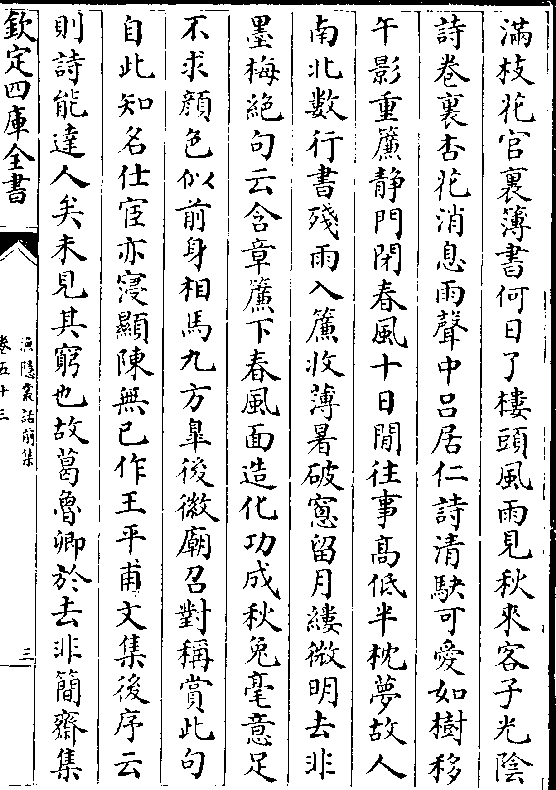 滿枝花官裏簿書何日了樓頭風雨見秋來客子光陰
詩卷裏杏花消息雨聲中吕居仁詩清駃可愛如樹移
午影重簾静門閉春風十日閒往事髙低半枕夢故人
南北數行書殘雨入簾收薄暑破窻留月縷微明去非
墨梅絶句云含章簷下春風面造化功成秋兔毫意足
不求顔色似前身相馬九方臯後徽廟召對稱賞此句
自此知名仕宦亦寖顯陳無已作王平甫文集後序云
則詩能達人矣未見其窮也故葛魯卿於去非簡齋集
欽定四庫全書
漁隱叢話前集
卷五十三
三